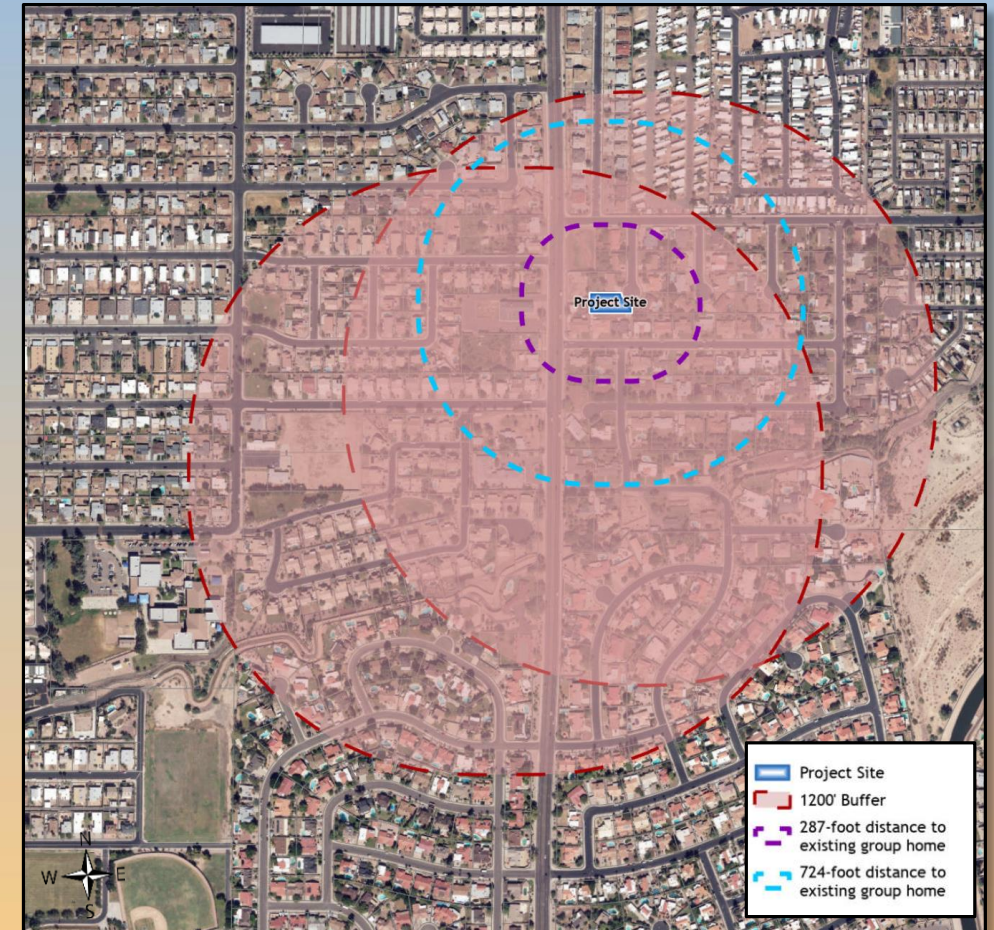 Project Site
Project Site
1200' Buffer
287-foot distance to
existing group home
724-foot distance to
existing group home
N
W E
S